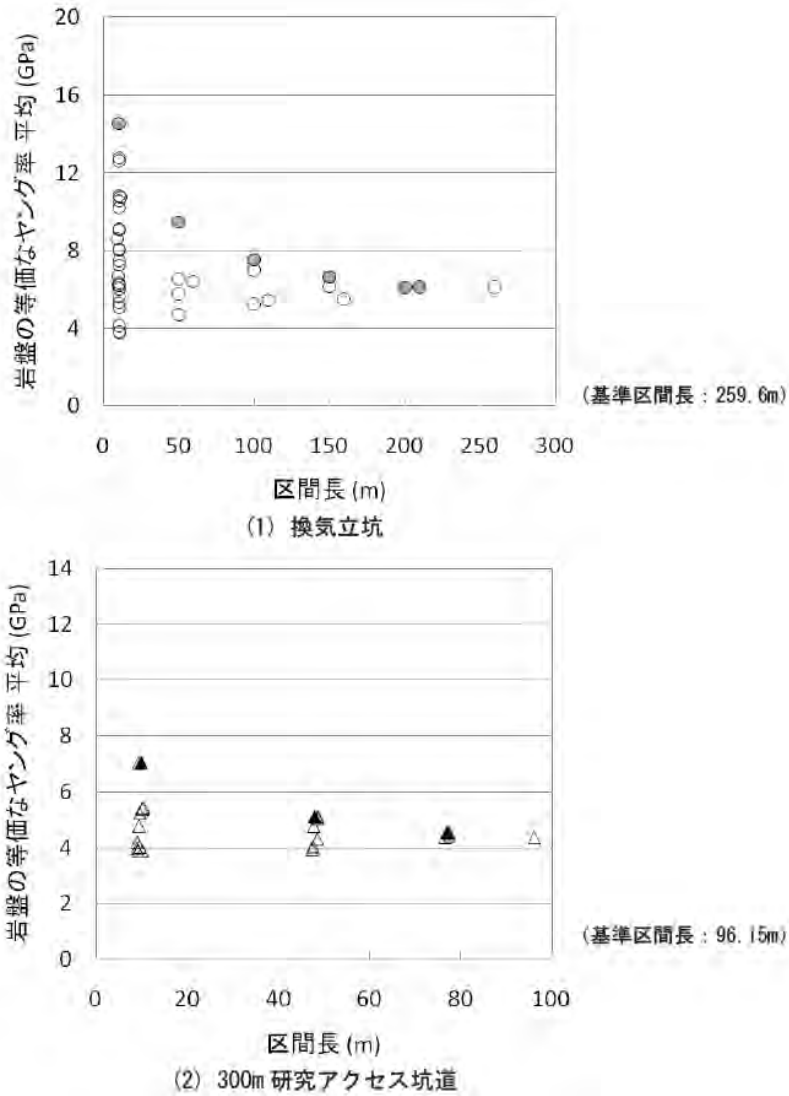 岩盤の等価なヤング率 平均 (GPa)
20
16
12
8
4
0
0 50 100 150 200 250 300
区間長 (m)
(基準区間長：259.6m)
(1) 換気立坑
岩盤の等価なヤング率 平均 (GPa)
14
12
10
8
6
4
2
0
0 20 40 60 80 100
区間長 (m)
(基準区間長：96.15m)
(2) 300m 研究アクセス坑道